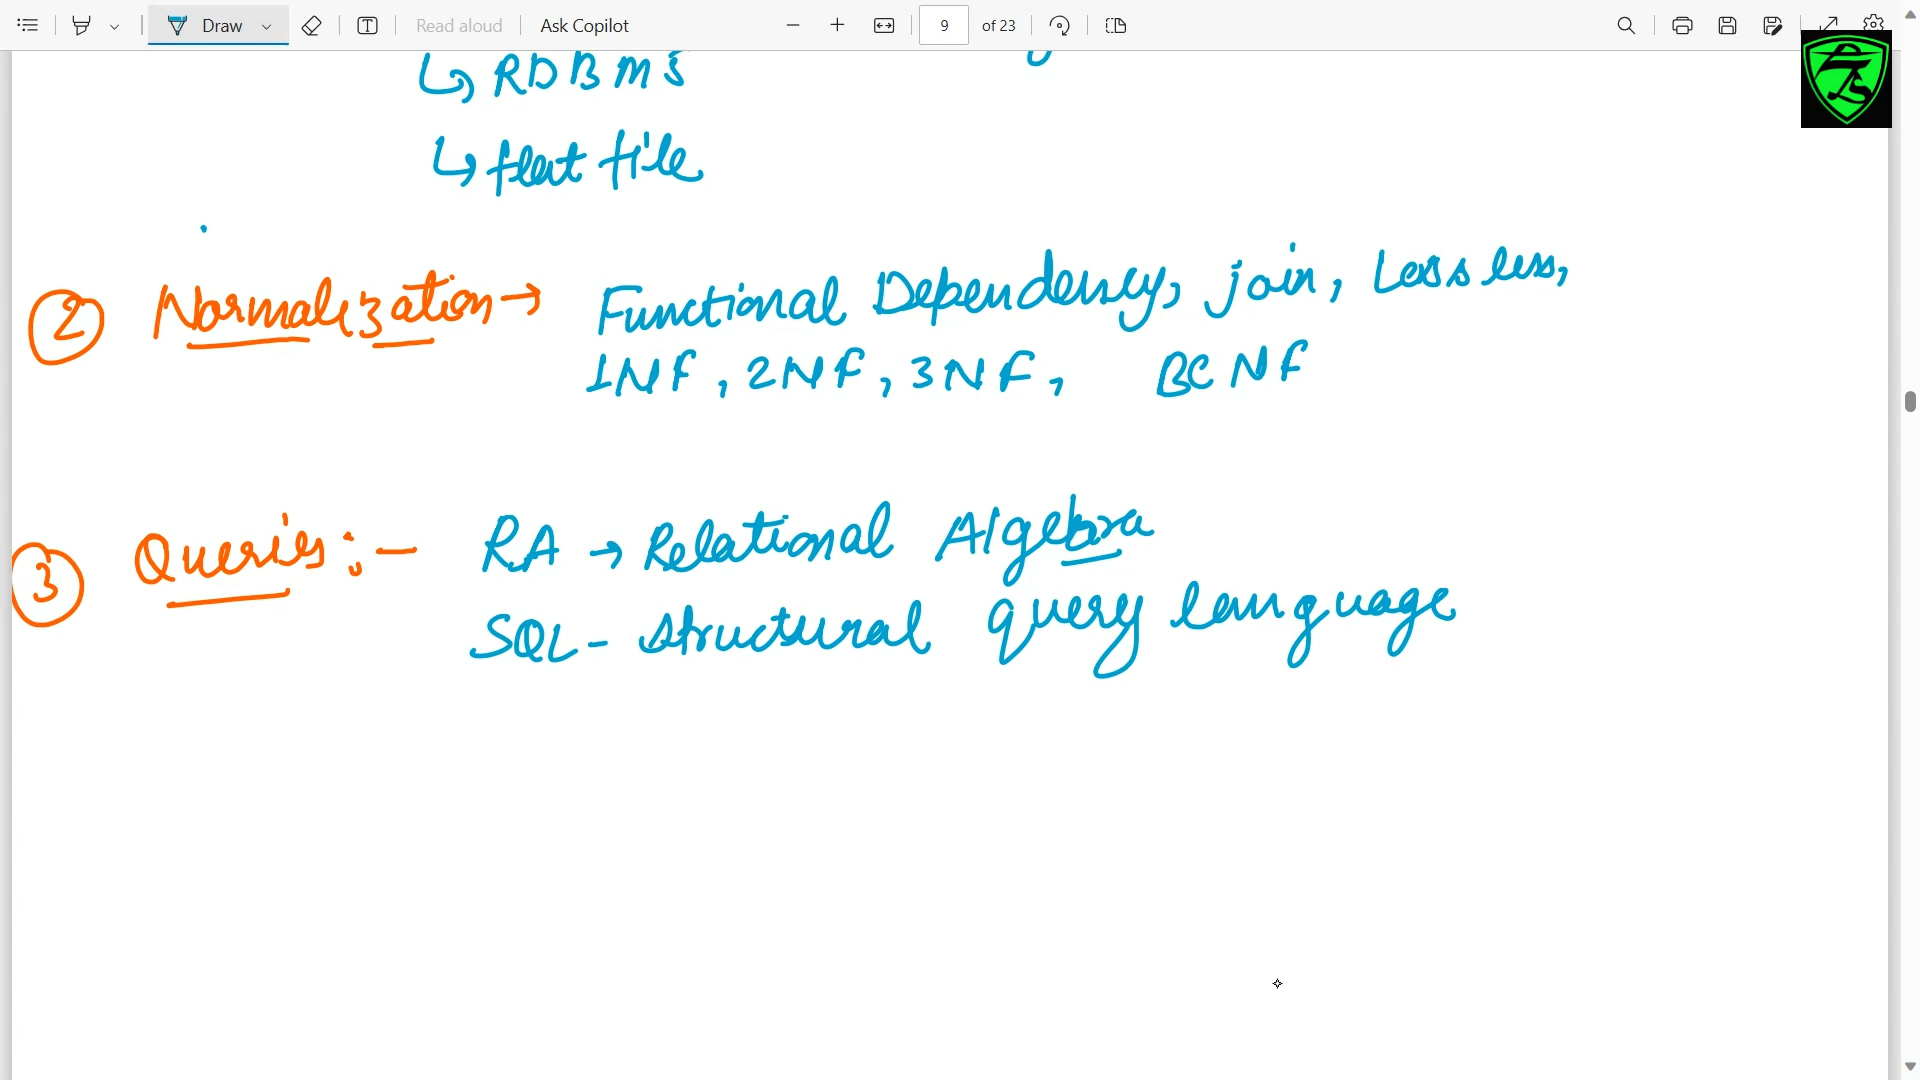 Draw
Read aloud
Ask Copilot
9 of 23
↳ RDBMS
↳ flat file
② Normalization → Functional Dependency, join, Lossless,
1NF, 2NF, 3NF, BCNF
③ Queries :- RA → Relational Algebra
SQL - structural query language